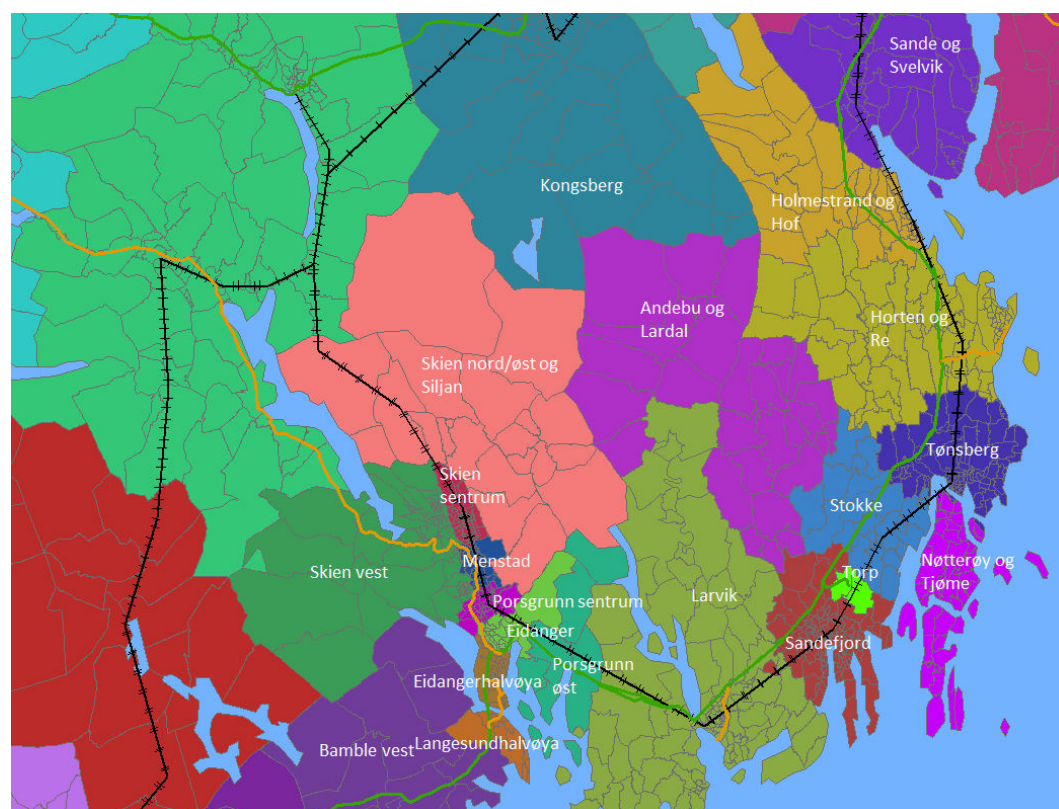 Sande og
Svelvik
Kongsberg
Holmestrand og
Hof
Andebu og
Lardal
Horten og
Re
Skien nord/øst og
Siljan
Tønsberg
Skien
sentrum
Stokke
Menstad
Skien vest
Nøtterøy og
Tjøme
Torp
Larvik
Porsgrunn sentrum
Eidanger
Sandefjord
Porsgrunn
øst
Eidangerhalvøya
Bamble vest
Langesundhalvøya